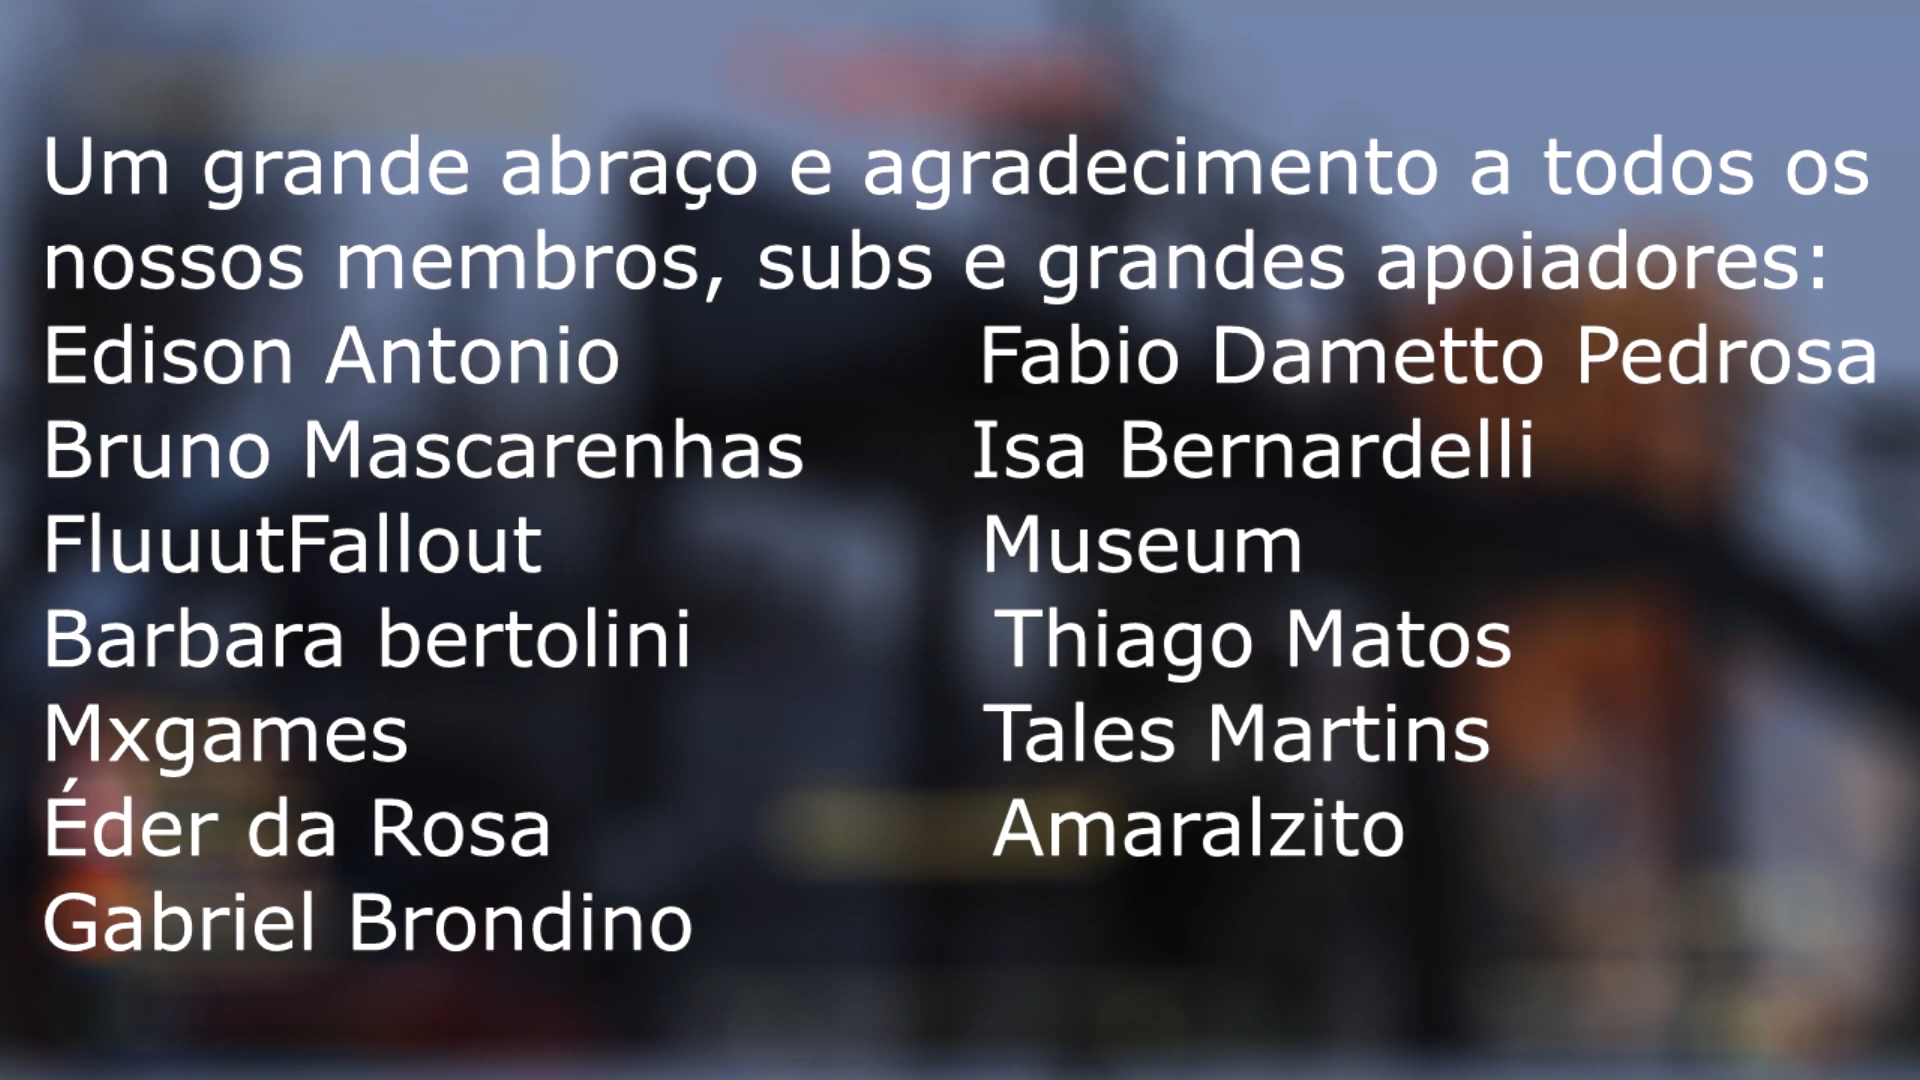 Um grande abraço e agradecimento a todos os
nossos membros, subs e grandes apoiadores:
Edison Antonio Fabio Dametto Pedrosa
Bruno Mascarenhas Isa Bernardelli
FluuutFallout Museum
Barbara bertolini Thiago Matos
Mxgames Tales Martins
Éder da Rosa Amaralzito
Gabriel Brondino